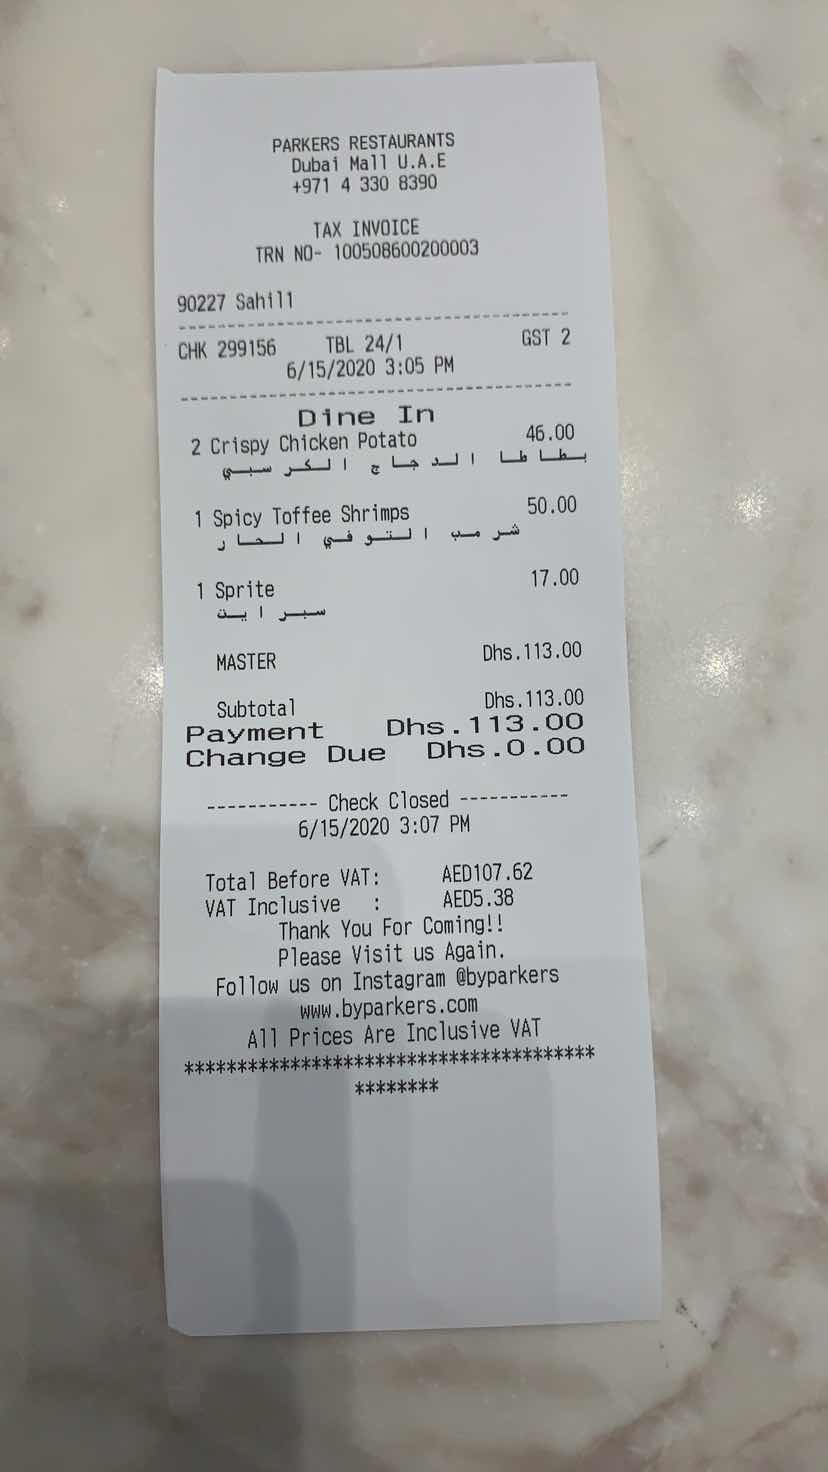 PARKERS RESTAURANTS
Dubai Mall U.A.E
+971 4 330 8390
TAX INVOICE
TRN NO- 100508600200003
90227 Sahil1
CHK 299156 TBL 24/1 GST 2
6/15/2020 3:05 PM
Dine In
2 Crispy Chicken Potato 46.00
بطاطا الدجاج الكرسبي
1 Spicy Toffee Shrimps 50.00
شرمب التوفي الحار
1 Sprite 17.00
سبرايت
MASTER Dhs.113.00
Subtotal Dhs.113.00
Payment Dhs.113.00
Change Due Dhs.0.00
----------- Check Closed -----------
6/15/2020 3:07 PM
Total Before VAT: AED107.62
VAT Inclusive : AED5.38
Thank You For Coming!!
Please Visit us Again.
Follow us on Instagram @byparkers
www.byparkers.com
All Prices Are Inclusive VAT
***************************************
********